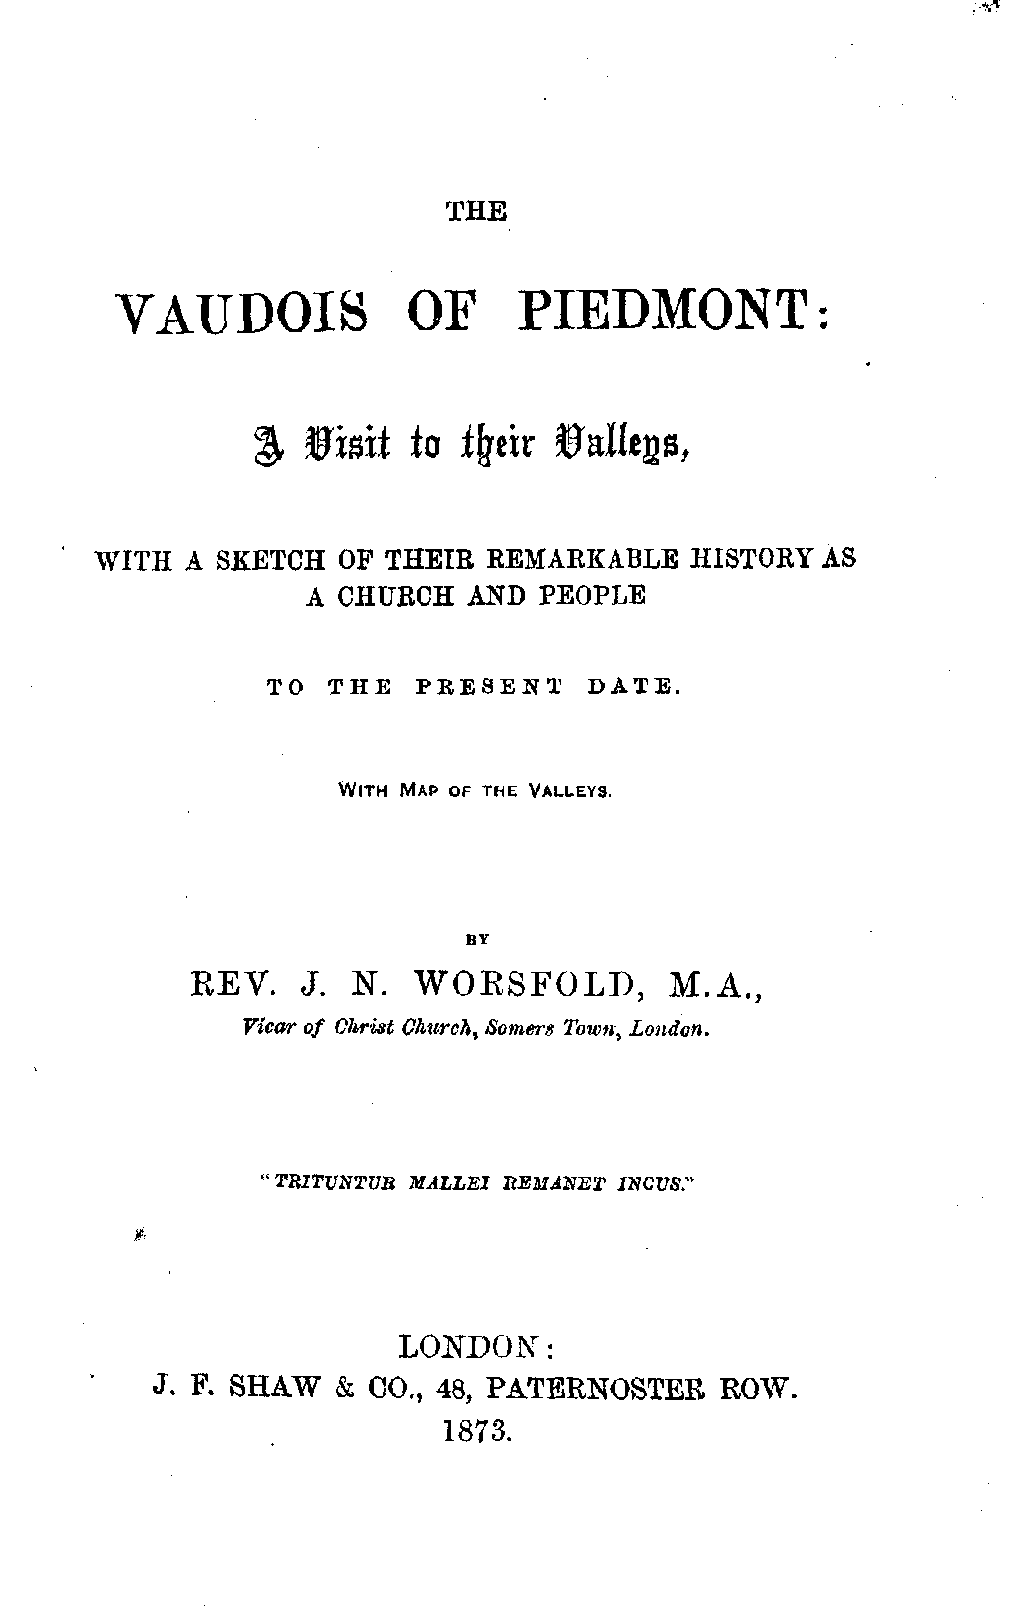 THE
VAUDOIS OF PIEDMONT:
A Visit to their Valleys,
WITH A SKETCH OF THEIR REMARKABLE HISTORY AS
A CHURCH AND PEOPLE
TO THE PRESENT DATE.
WITH MAP OF THE VALLEYS.
BY
REV. J. N. WORSFOLD, M.A.,
Vicar of Christ Church, Somers Town, London.
"TRITUNTUR MALLEI REMANET INCUS."
LONDON:
J. F. SHAW & CO., 48, PATERNOSTER ROW.
1873.